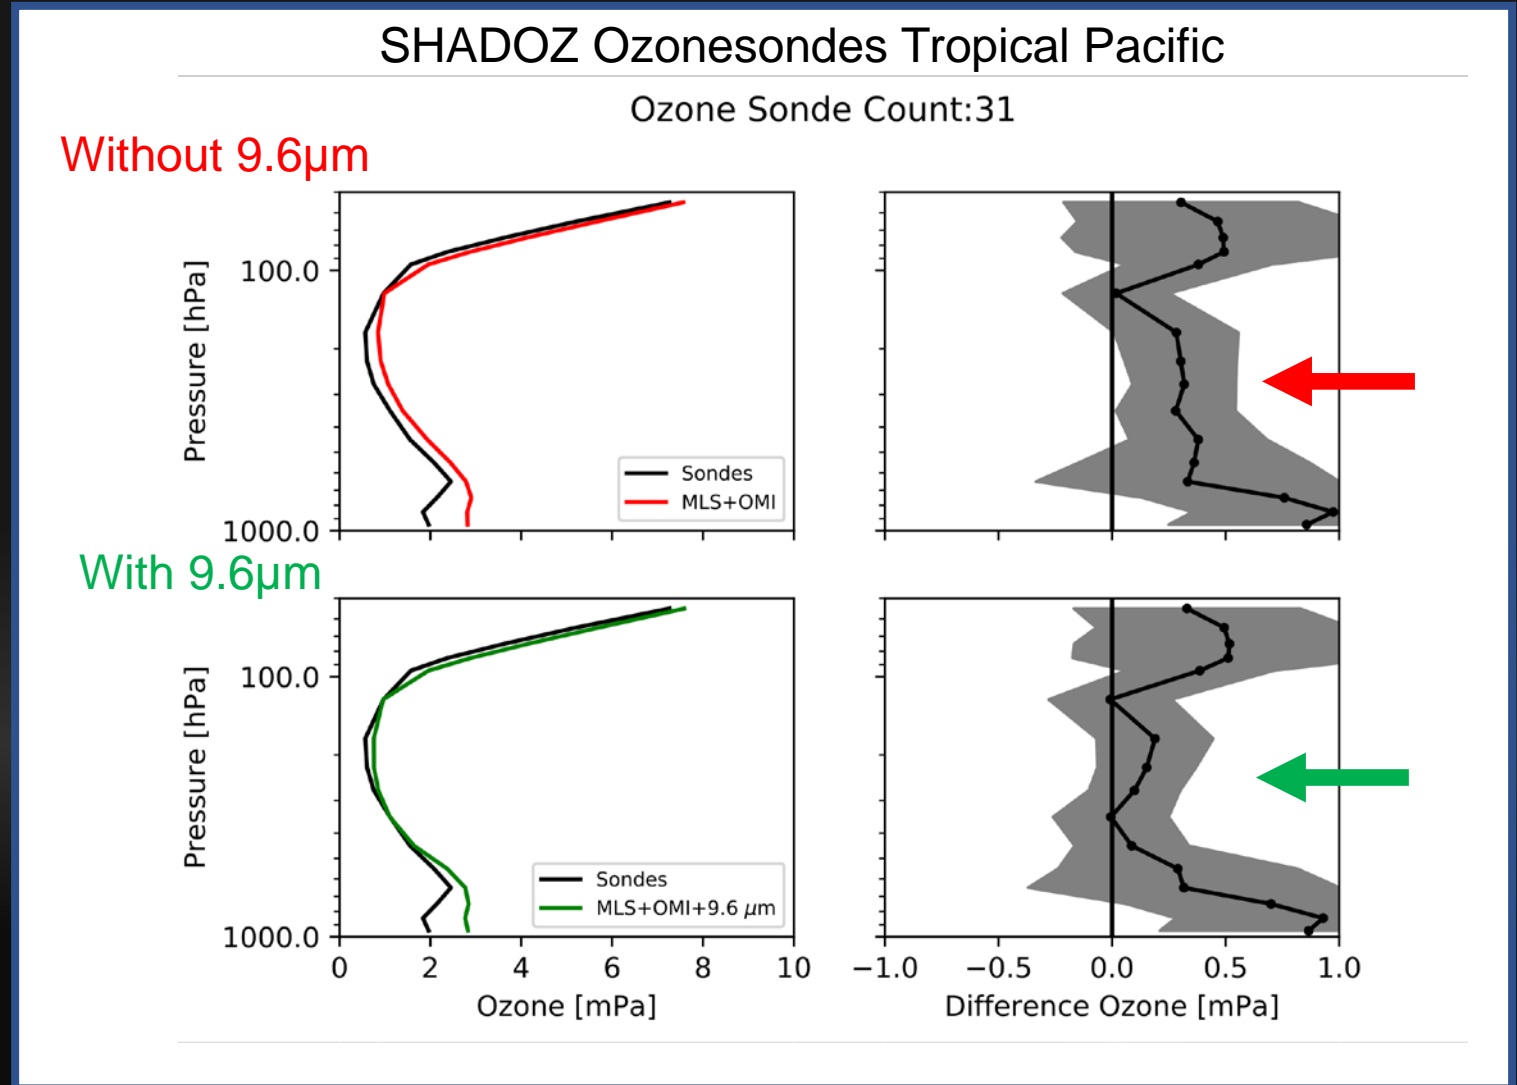 SHADOZ Ozonesondes Tropical Pacific
Ozone Sonde Count:31
Without 9.6µm
Pressure [hPa]
100.0
1000.0
Sondes
MLS+OMI
With 9.6µm
Pressure [hPa]
100.0
1000.0
Sondes
MLS+OMI+9.6 µm
0 2 4 6 8 10
Ozone [mPa]
−1.0 −0.5 0.0 0.5 1.0
Difference Ozone [mPa]